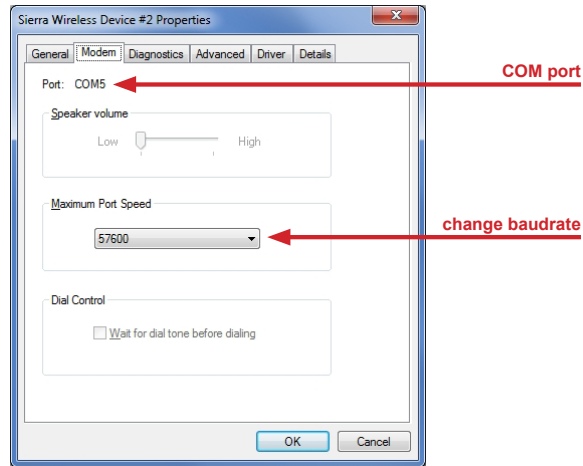 Sierra Wireless Device #2 Properties
General Modem Diagnostics Advanced Driver Details
Port: COM5
COM port
Speaker volume
Low High
Maximum Port Speed
57600
change baudrate
Dial Control
Wait for dial tone before dialing
OK Cancel